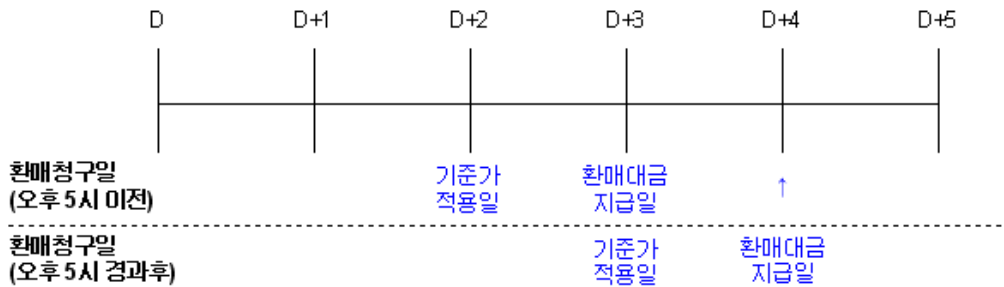 D D+1 D+2 D+3 D+4 D+5
환매청구일 기준가 환매대금 ↑
(오후 5시 이전) 적용일 지급일
환매청구일 기준가 환매대금
(오후 5시 경과후) 적용일 지급일